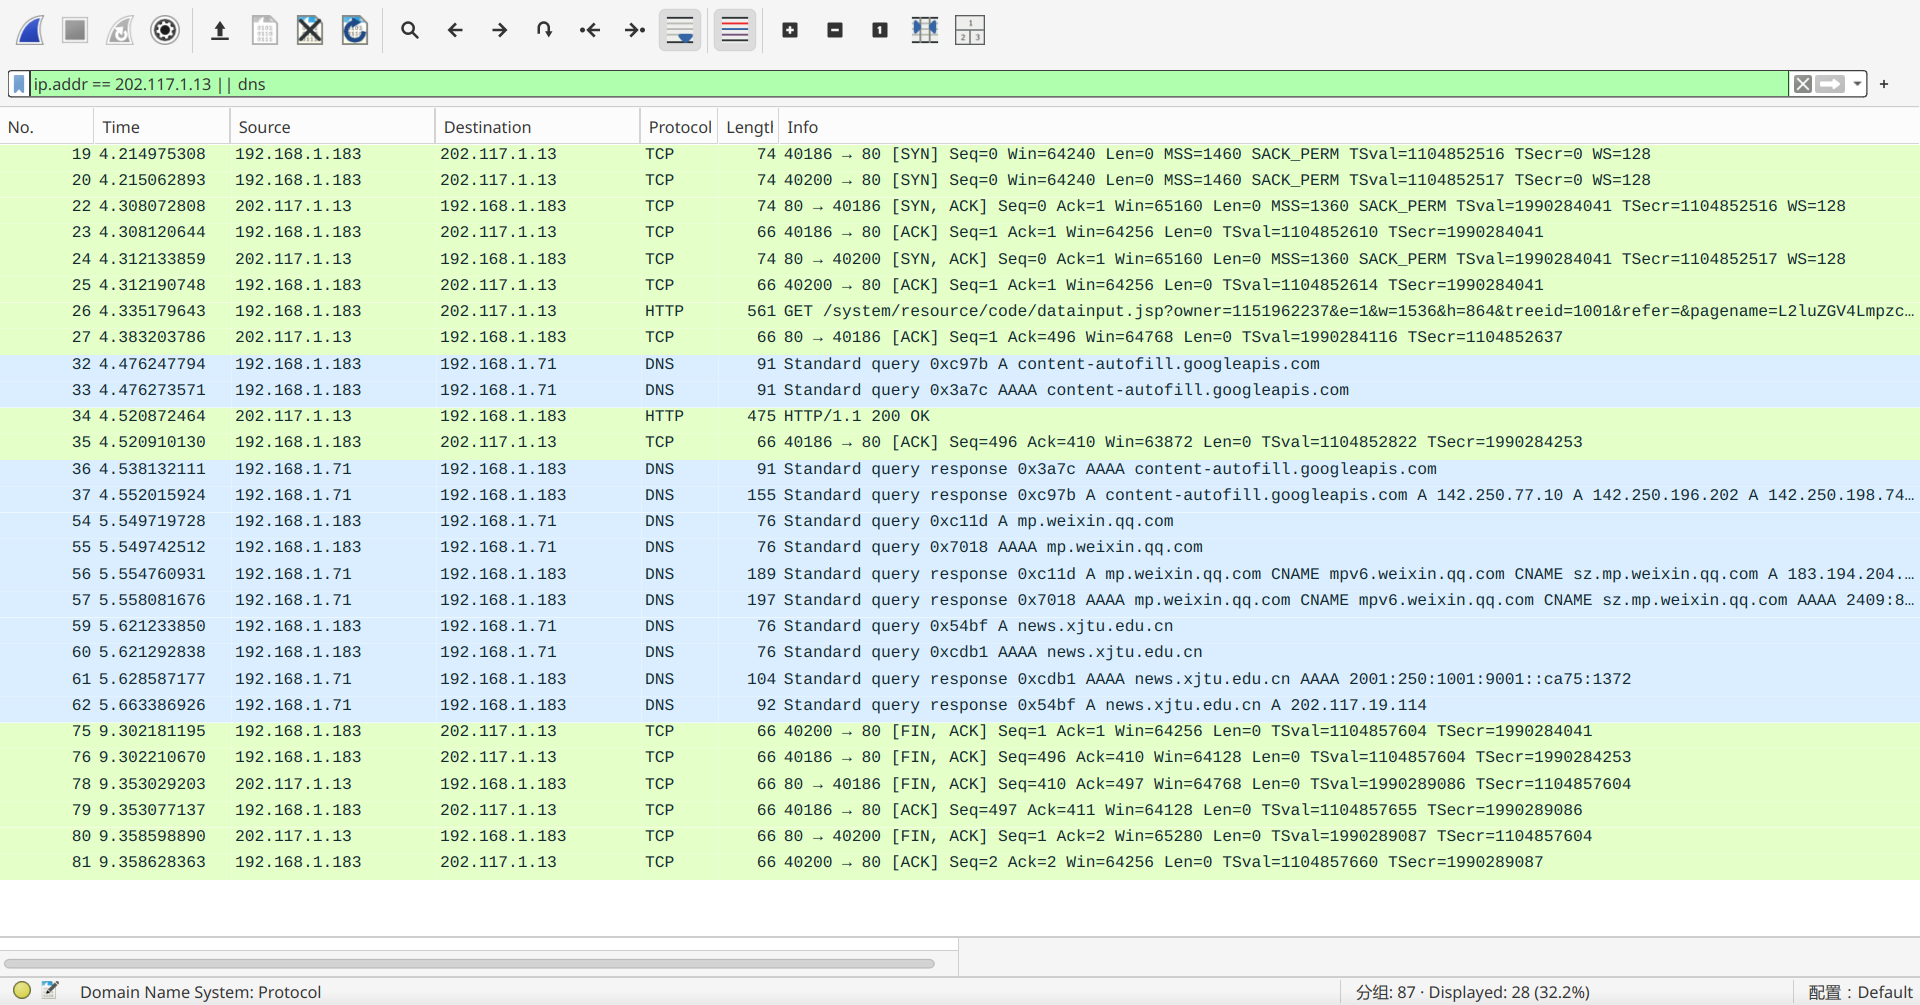 ip.addr == 202.117.1.13 || dns
No. Time Source Destination Protocol Lengtl Info
19 4.214975308 192.168.1.183 202.117.1.13 TCP 74 40186 → 80 [SYN] Seq=0 Win=64240 Len=0 MSS=1460 SACK_PERM TSval=1104852516 TSecr=0 WS=128
20 4.215062893 192.168.1.183 202.117.1.13 TCP 74 40200 → 80 [SYN] Seq=0 Win=64240 Len=0 MSS=1460 SACK_PERM TSval=1104852517 TSecr=0 WS=128
22 4.308072808 202.117.1.13 192.168.1.183 TCP 74 80 → 40186 [SYN, ACK] Seq=0 Ack=1 Win=65160 Len=0 MSS=1360 SACK_PERM TSval=1990284041 TSecr=1104852516 WS=128
23 4.308120644 192.168.1.183 202.117.1.13 TCP 66 40186 → 80 [ACK] Seq=1 Ack=1 Win=64256 Len=0 TSval=1104852610 TSecr=1990284041
24 4.312133859 202.117.1.13 192.168.1.183 TCP 74 80 → 40200 [SYN, ACK] Seq=0 Ack=1 Win=65160 Len=0 MSS=1360 SACK_PERM TSval=1990284041 TSecr=1104852517 WS=128
25 4.312190748 192.168.1.183 202.117.1.13 TCP 66 40200 → 80 [ACK] Seq=1 Ack=1 Win=64256 Len=0 TSval=1104852614 TSecr=1990284041
26 4.335179643 192.168.1.183 202.117.1.13 HTTP 561 GET /system/resource/code/datainput.jsp?owner=1151962237&e=1&w=1536&h=864&treeid=1001&refer=&pagename=L2luZGV4Lmpzc…
27 4.383203786 202.117.1.13 192.168.1.183 TCP 66 80 → 40186 [ACK] Seq=1 Ack=496 Win=64768 Len=0 TSval=1990284116 TSecr=1104852637
32 4.476247794 192.168.1.183 192.168.1.71 DNS 91 Standard query 0xc97b A content-autofill.googleapis.com
33 4.476273571 192.168.1.183 192.168.1.71 DNS 91 Standard query 0x3a7c AAAA content-autofill.googleapis.com
34 4.520872464 202.117.1.13 192.168.1.183 HTTP 475 HTTP/1.1 200 OK
35 4.520910130 192.168.1.183 202.117.1.13 TCP 66 40186 → 80 [ACK] Seq=496 Ack=410 Win=63872 Len=0 TSval=1104852822 TSecr=1990284253
36 4.538132111 192.168.1.71 192.168.1.183 DNS 91 Standard query response 0x3a7c AAAA content-autofill.googleapis.com
37 4.552015924 192.168.1.71 192.168.1.183 DNS 155 Standard query response 0xc97b A content-autofill.googleapis.com A 142.250.77.10 A 142.250.196.202 A 142.250.198.74…
54 5.549719728 192.168.1.183 192.168.1.71 DNS 76 Standard query 0xc11d A mp.weixin.qq.com
55 5.549742512 192.168.1.183 192.168.1.71 DNS 76 Standard query 0x7018 AAAA mp.weixin.qq.com
56 5.554760931 192.168.1.71 192.168.1.183 DNS 189 Standard query response 0xc11d A mp.weixin.qq.com CNAME mpv6.weixin.qq.com CNAME sz.mp.weixin.qq.com A 183.194.204.…
57 5.558081676 192.168.1.71 192.168.1.183 DNS 197 Standard query response 0x7018 AAAA mp.weixin.qq.com CNAME mpv6.weixin.qq.com CNAME sz.mp.weixin.qq.com AAAA 2409:8…
59 5.621233850 192.168.1.183 192.168.1.71 DNS 76 Standard query 0x54bf A news.xjtu.edu.cn
60 5.621292838 192.168.1.183 192.168.1.71 DNS 76 Standard query 0xcdb1 AAAA news.xjtu.edu.cn
61 5.628587177 192.168.1.71 192.168.1.183 DNS 104 Standard query response 0xcdb1 AAAA news.xjtu.edu.cn AAAA 2001:250:1001:9001::ca75:1372
62 5.663386926 192.168.1.71 192.168.1.183 DNS 92 Standard query response 0x54bf A news.xjtu.edu.cn A 202.117.19.114
75 9.302181195 192.168.1.183 202.117.1.13 TCP 66 40200 → 80 [FIN, ACK] Seq=1 Ack=1 Win=64256 Len=0 TSval=1104857604 TSecr=1990284041
76 9.302210670 192.168.1.183 202.117.1.13 TCP 66 40186 → 80 [FIN, ACK] Seq=496 Ack=410 Win=64128 Len=0 TSval=1104857604 TSecr=1990284253
78 9.353029203 202.117.1.13 192.168.1.183 TCP 66 80 → 40186 [FIN, ACK] Seq=410 Ack=497 Win=64768 Len=0 TSval=1990289086 TSecr=1104857604
79 9.353077137 192.168.1.183 202.117.1.13 TCP 66 40186 → 80 [ACK] Seq=497 Ack=411 Win=64128 Len=0 TSval=1104857655 TSecr=1990289086
80 9.358598890 202.117.1.13 192.168.1.183 TCP 66 80 → 40200 [FIN, ACK] Seq=1 Ack=2 Win=65280 Len=0 TSval=1990289087 TSecr=1104857604
81 9.358628363 192.168.1.183 202.117.1.13 TCP 66 40200 → 80 [ACK] Seq=2 Ack=2 Win=64256 Len=0 TSval=1104857660 TSecr=1990289087
Domain Name System: Protocol 分组: 87 · Displayed: 28 (32.2%) 配置：Default